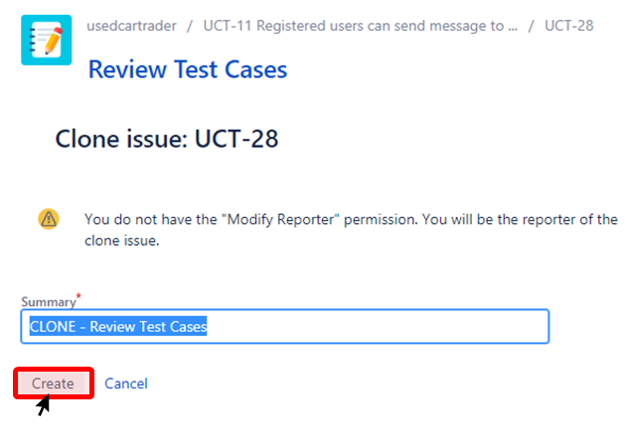 usedcartrader / UCT-11 Registered users can send message to ... / UCT-28
Review Test Cases
Clone issue: UCT-28
You do not have the "Modify Reporter" permission. You will be the reporter of the
clone issue.
Summary*
CLONE - Review Test Cases
Create Cancel